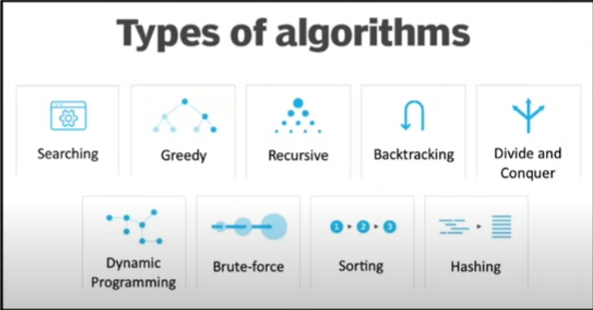 Types of algorithms
Searching
Greedy
Recursive
Backtracking
Divide and
Conquer
Dynamic
Programming
Brute-force
Sorting
1 2 3
Hashing